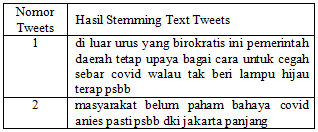 Nomor Tweets
Hasil Stemming Text Tweets
1
di luar urus yang birokratis ini pemerintah
daerah tetap upaya bagai cara untuk cegah
sebar covid walau tak beri lampu hijau
terap psbb
2
masyarakat belum paham bahaya covid
anies pasti psbb dki jakarta panjang